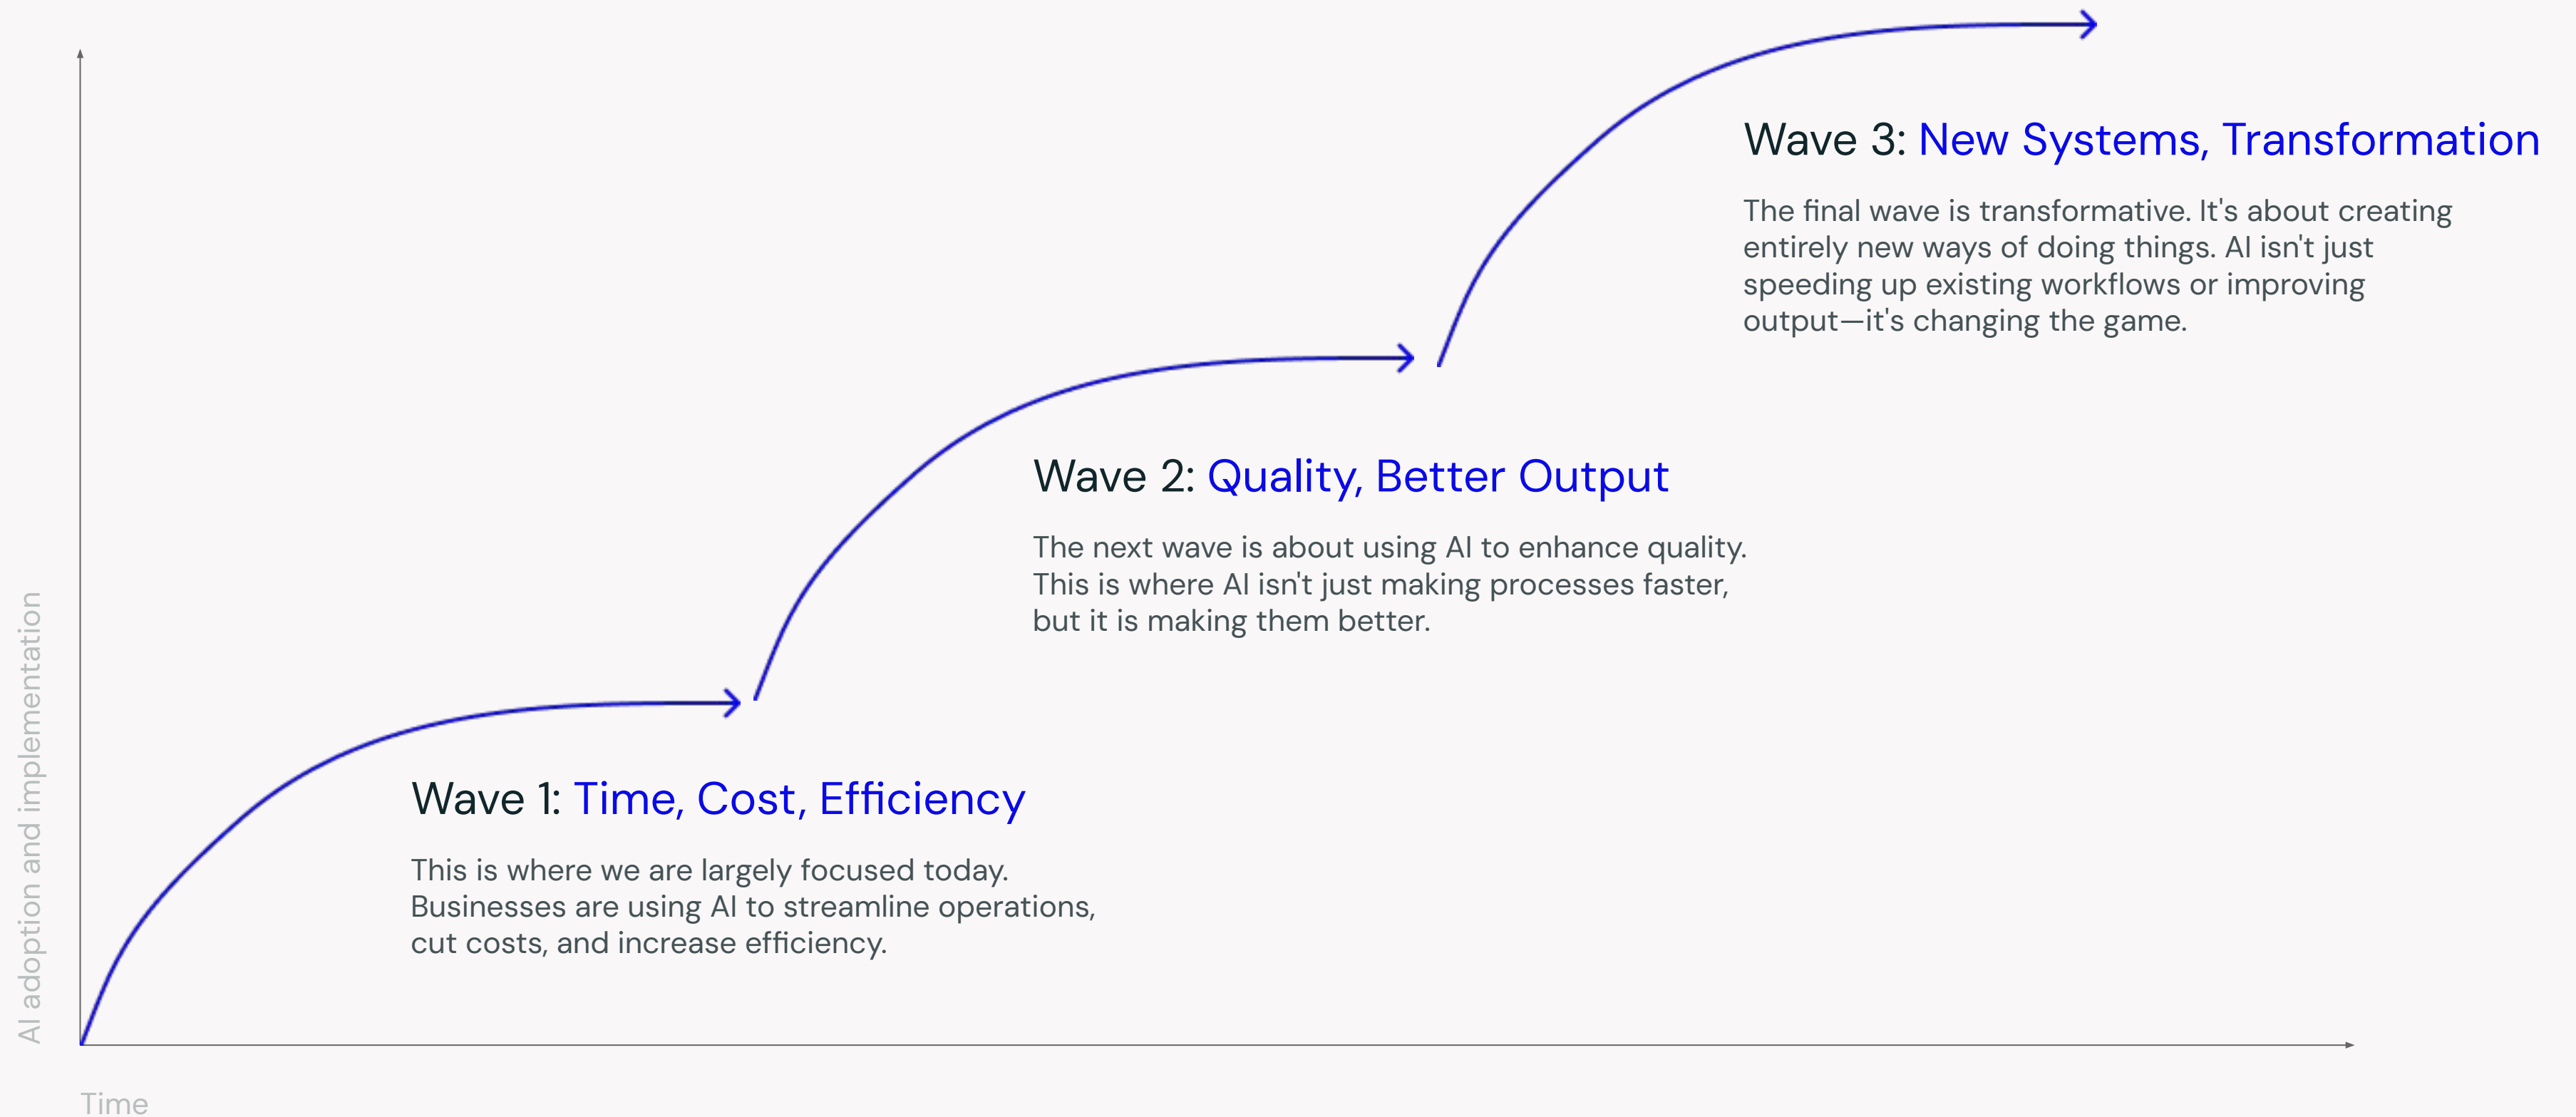 Wave 3: New Systems, Transformation
The final wave is transformative. It's about creating
entirely new ways of doing things. AI isn't just
speeding up existing workflows or improving
output—it's changing the game.
Wave 2: Quality, Better Output
The next wave is about using AI to enhance quality.
This is where AI isn't just making processes faster,
but it is making them better.
Wave 1: Time, Cost, Efficiency
This is where we are largely focused today.
Businesses are using AI to streamline operations,
cut costs, and increase efficiency.
AI adoption and implementation
Time